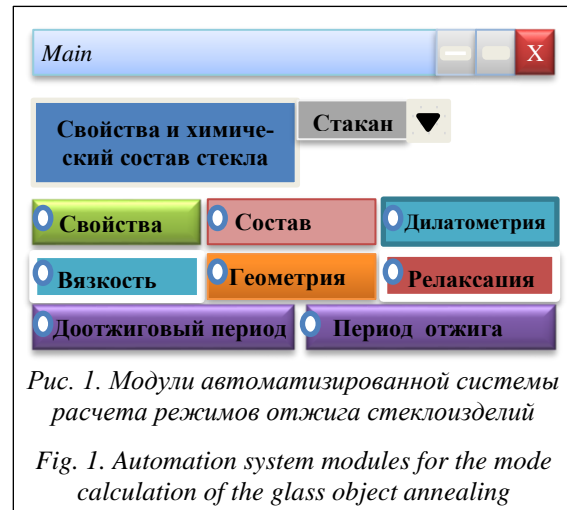 Main X
Свойства и химиче- Стакан
ский состав стекла
Свойства Состав Дилатометрия
Вязкость Геометрия Релаксация
Доотжиговый период Период отжига
Рис. 1. Модули автоматизированной системы
расчета режимов отжига стеклоизделий
Fig. 1. Automation system modules for the mode
calculation of the glass object annealing